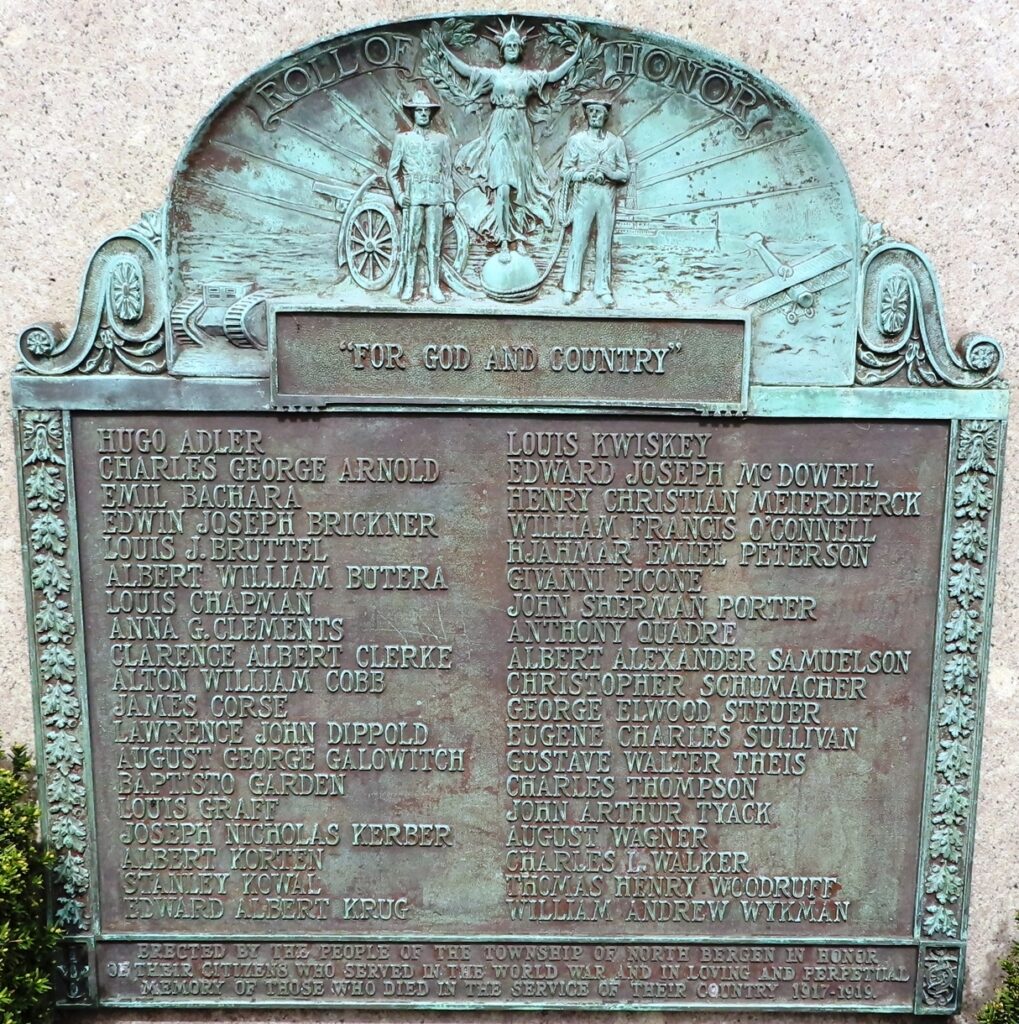 ROLL OF HONOR
"FOR GOD AND COUNTRY"
HUGO ADLER
CHARLES GEORGE ARNOLD
EMIL BACHARA
EDWIN JOSEPH BRICKNER
LOUIS J. BRUTTEL
ALBERT WILLIAM BUTERA
LOUIS CHAPMAN
ANNA G. CLEMENTS
CLARENCE ALBERT CLERKE
ALTON WILLIAM COBB
JAMES CORSE
LAWRENCE JOHN DIPPOLD
AUGUST GEORGE GALOWITCH
BAPTISTO GARDEN
LOUIS GRAFF
JOSEPH NICHOLAS KERBER
ALBERT KORTEN
STANLEY KOWAL
EDWARD ALBERT KRUG
LOUIS KWISKEY
EDWARD JOSEPH McDOWELL
HENRY CHRISTIAN MEIERDIERCK
WILLIAM FRANCIS O'CONNELL
HJAHMAR EMIEL PETERSON
GIVANNI PICONE
JOHN SHERMAN PORTER
ANTHONY QUADRE
ALBERT ALEXANDER SAMUELSON
CHRISTOPHER SCHUMACHER
GEORGE ELWOOD STEUER
EUGENE CHARLES SULLIVAN
GUSTAVE WALTER THEIS
CHARLES THOMPSON
JOHN ARTHUR TYACK
AUGUST WAGNER
CHARLES L. WALKER
THOMAS HENRY WOODRUFF
WILLIAM ANDREW WYKMAN
ERECTED BY THE PEOPLE OF THE TOWNSHIP OF NORTH BERGEN IN HONOR
OF THEIR CITIZENS WHO SERVED IN THE WORLD WAR AND IN LOVING AND PERPETUAL
MEMORY OF THOSE WHO DIED IN THE SERVICE OF THEIR COUNTRY 1917-1919.